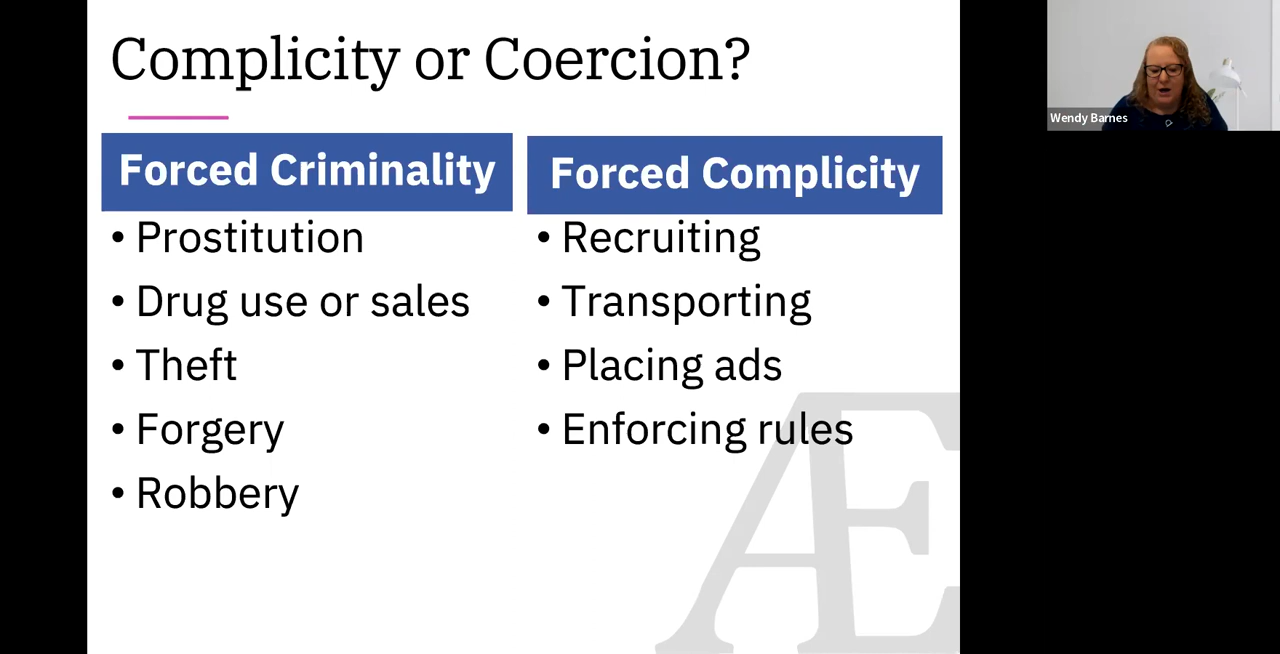 Complicity or Coercion?
Forced Criminality
• Prostitution
• Drug use or sales
• Theft
• Forgery
• Robbery
Forced Complicity
• Recruiting
• Transporting
• Placing ads
• Enforcing rules
Æ
Wendy Barnes